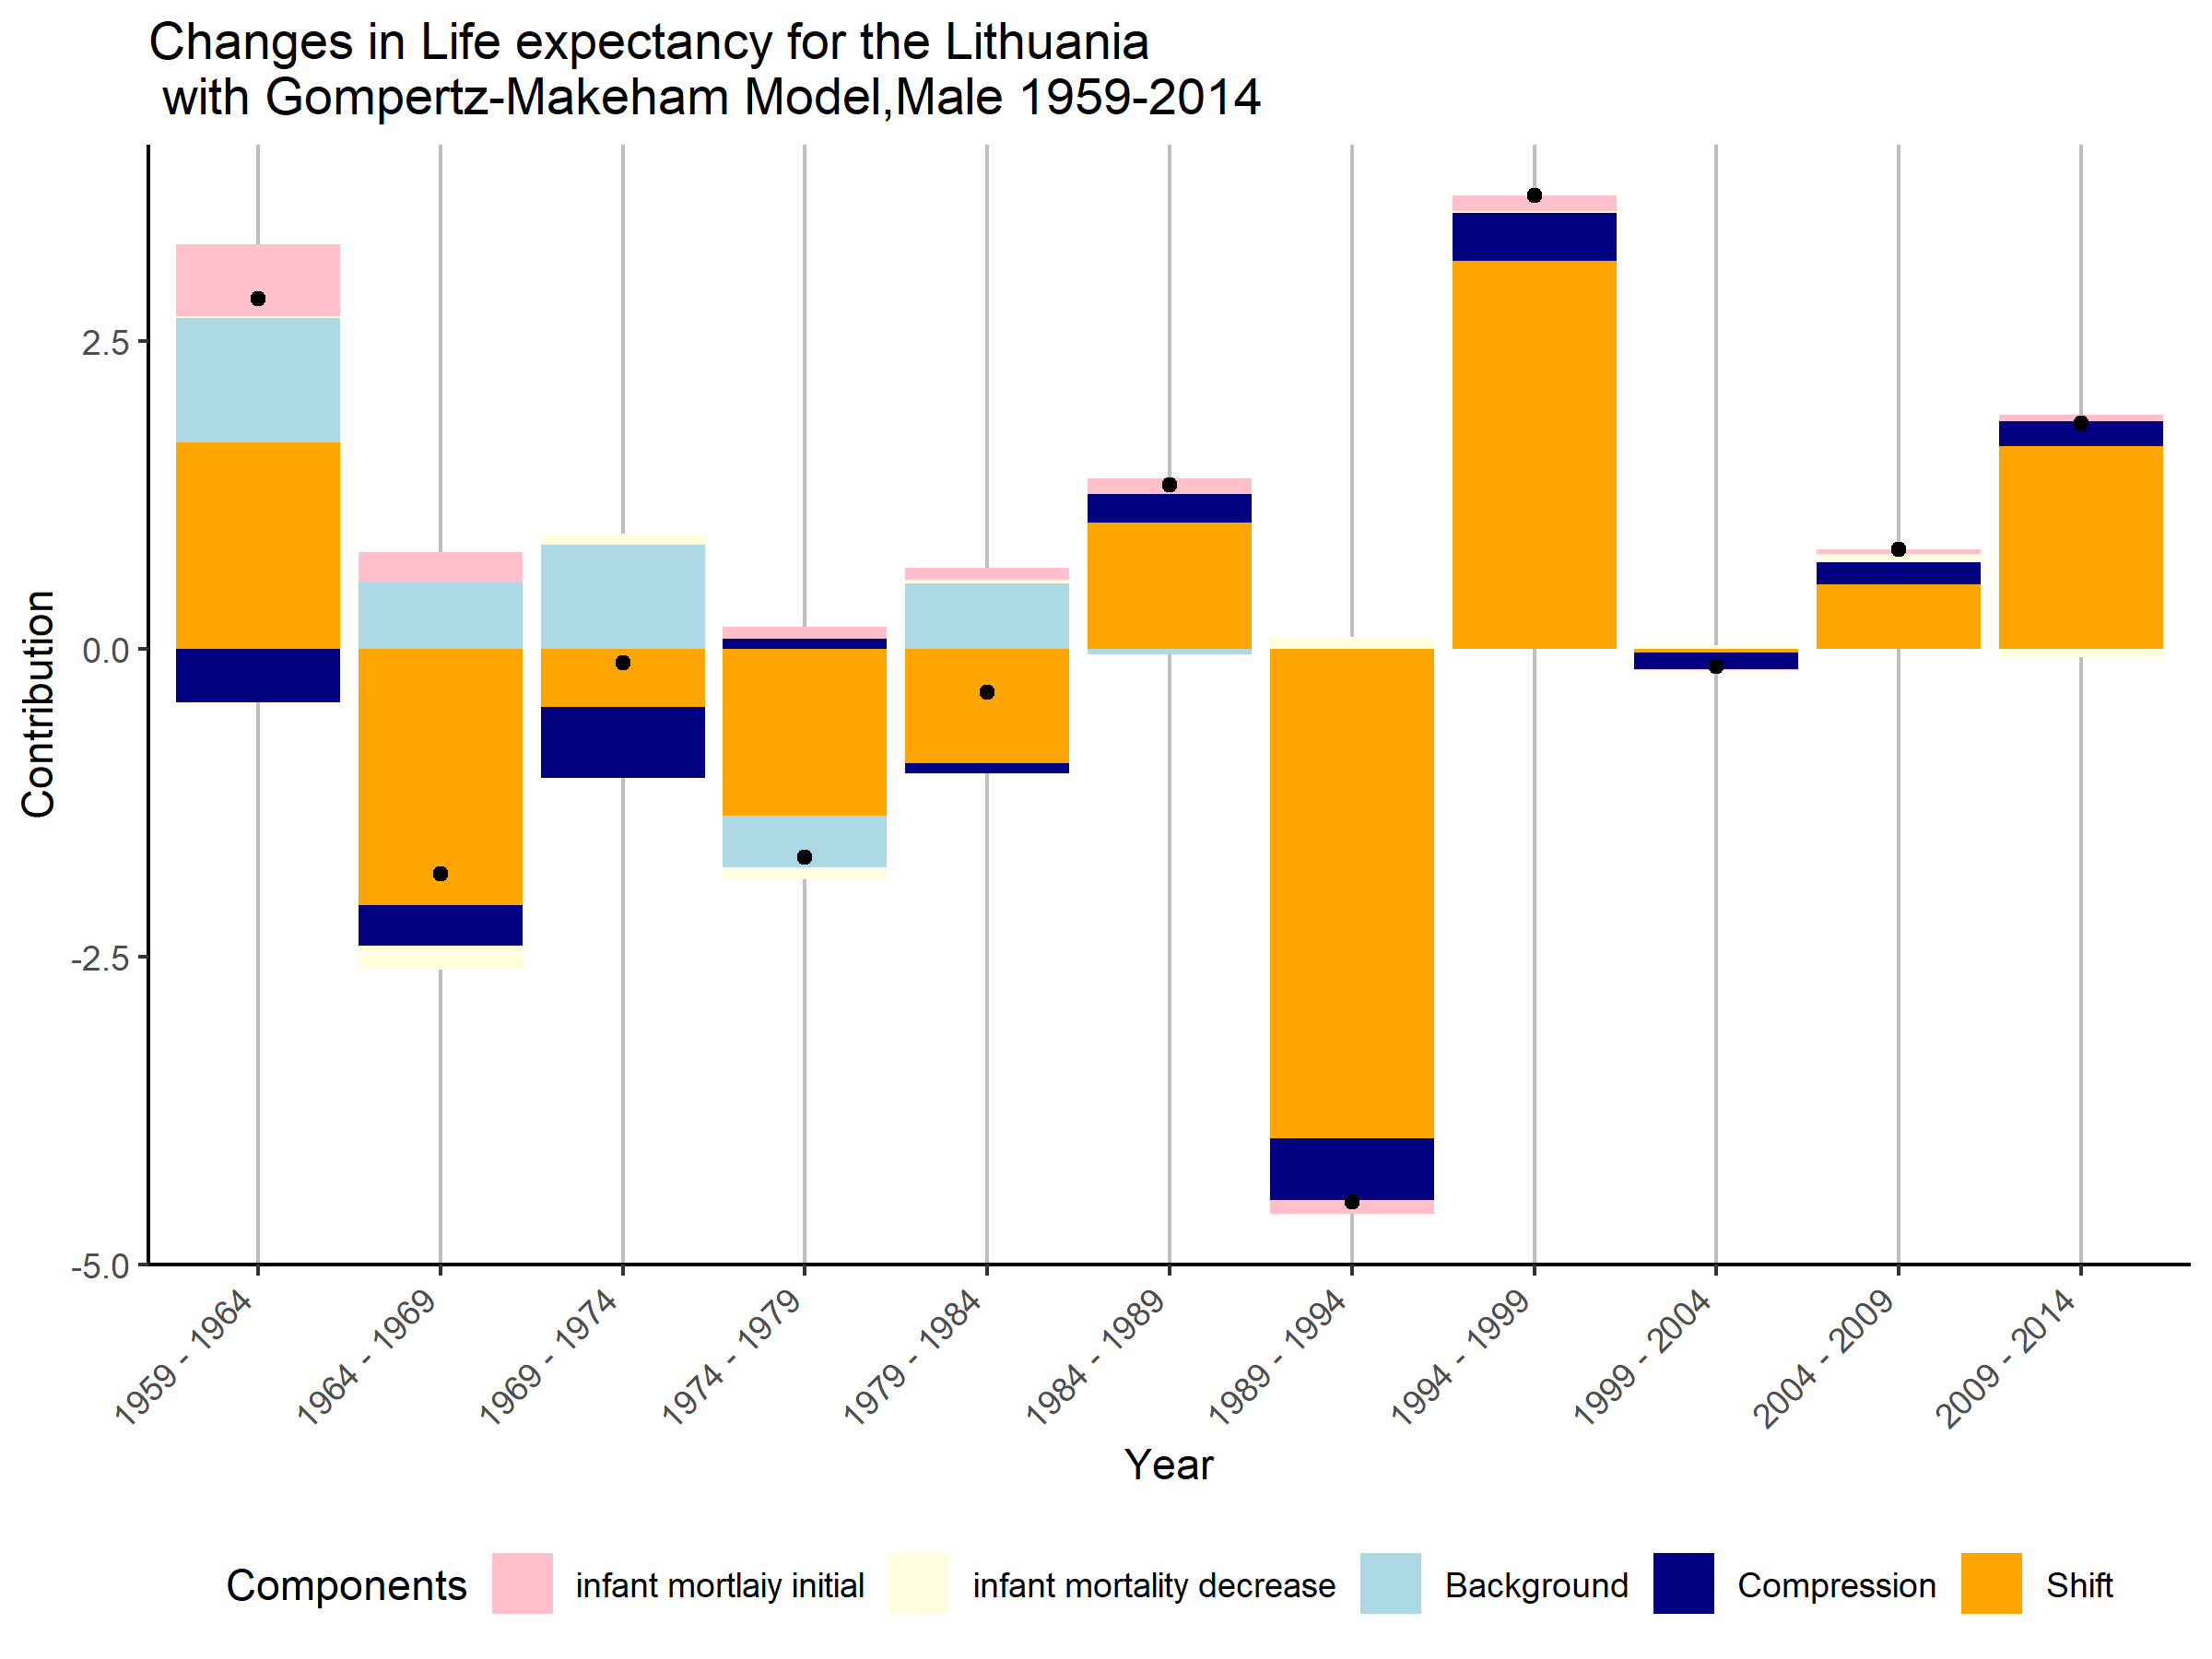 Changes in Life expectancy for the Lithuania
with Gompertz-Makeham Model,Male 1959-2014
Contribution
2.5
0.0
-2.5
-5.0
1959 - 1964
1964 - 1969
1969 - 1974
1974 - 1979
1979 - 1984
1984 - 1989
1989 - 1994
1994 - 1999
1999 - 2004
2004 - 2009
2009 - 2014
Year
Components infant mortlaiy initial infant mortality decrease Background Compression Shift